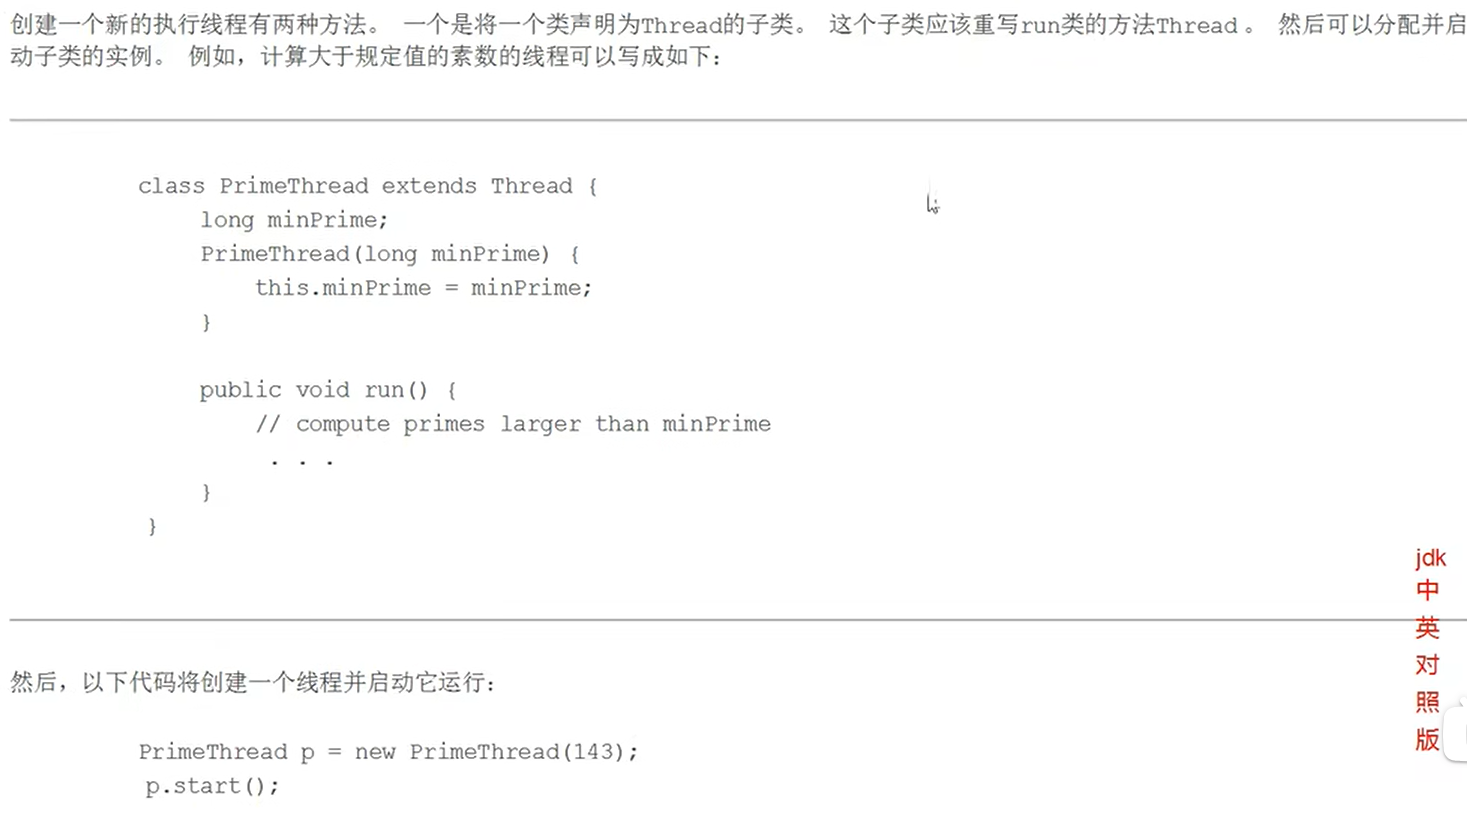 创建一个新的执行线程有两种方法。 一个是将一个类声明为Thread的子类。 这个子类应该重写run类的方法Thread 。 然后可以分配并启
动子类的实例。 例如，计算大于规定值的素数的线程可以写成如下：
class PrimeThread extends Thread {
long minPrime;
PrimeThread(long minPrime) {
this.minPrime = minPrime;
}
public void run() {
// compute primes larger than minPrime
. . .
}
}
jdk
中
英
对
照
版
然后，以下代码将创建一个线程并启动它运行：
PrimeThread p = new PrimeThread(143);
p.start();